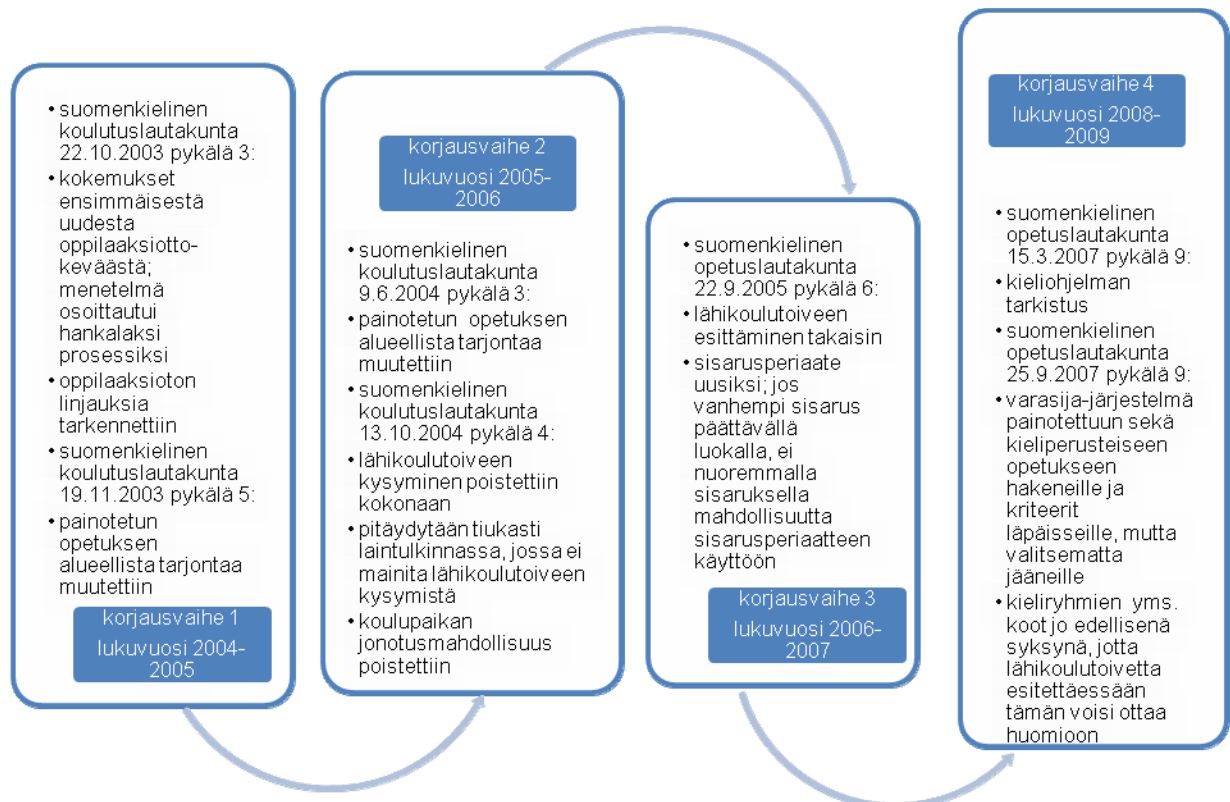 • suomenkielinen
koulutuslautakunta
22.10.2003 pykälä 3:
• kokemukset
ensimmäisestä
uudesta
oppilaaksiotto-
keväästä;
menetelmä
osoittautui
hankalaksi
prosessiksi
• oppilaaksioton
linjauksia
tarkennettiin
• suomenkielinen
koulutuslautakunta
19.11.2003 pykälä 5:
• painotetun
opetuksen
alueellista tarjontaa
muutettiin
korjausvaihe 1
lukuvuosi 2004-
2005
korjausvaihe 2
lukuvuosi 2005-
2006
• suomenkielinen
koulutuslautakunta
9.6.2004 pykälä 3:
• painotetun opetuksen
alueellista tarjontaa
muutettiin
• suomenkielinen
koulutuslautakunta
13.10.2004 pykälä 4:
• lähikoulutoiveen
kysyminen poistettiin
kokonaan
• pitäydytään tiukasti
laintulkinnassa, jossa ei
mainita lähikoulutoiveen
kysymistä
• koulupaikan
jonotusmahdollisuus
poistettiin
• suomenkielinen
opetuslautakunta
22.9.2005 pykälä 6:
• lähikoulutoiveen
esittäminen takaisin
• sisarusperiaate
uusiksi; jos
vanhempi sisarus
päättävällä
luokalla, ei
nuoremmalla
sisaruksella
mahdollisuutta
sisarusperiaatteen
käyttöön
korjausvaihe 3
lukuvuosi 2006-
2007
korjausvaihe 4
lukuvuosi 2008-
2009
• suomenkielinen
opetuslautakunta
15.3.2007 pykälä 9:
• kieliohjelman
tarkistus
• suomenkielinen
opetuslautakunta
25.9.2007 pykälä 9:
• varasija-järjestelmä
painotettuun sekä
kieliperusteiseen
opetukseen
hakeneille ja
kriteerit
läpäisseille, mutta
valitsematta
jääneille
• kieliryhmien yms.
koot jo edellisenä
syksynä, jotta
lähikoulutoivetta
esitettäessään
tämän voisi ottaa
huomioon